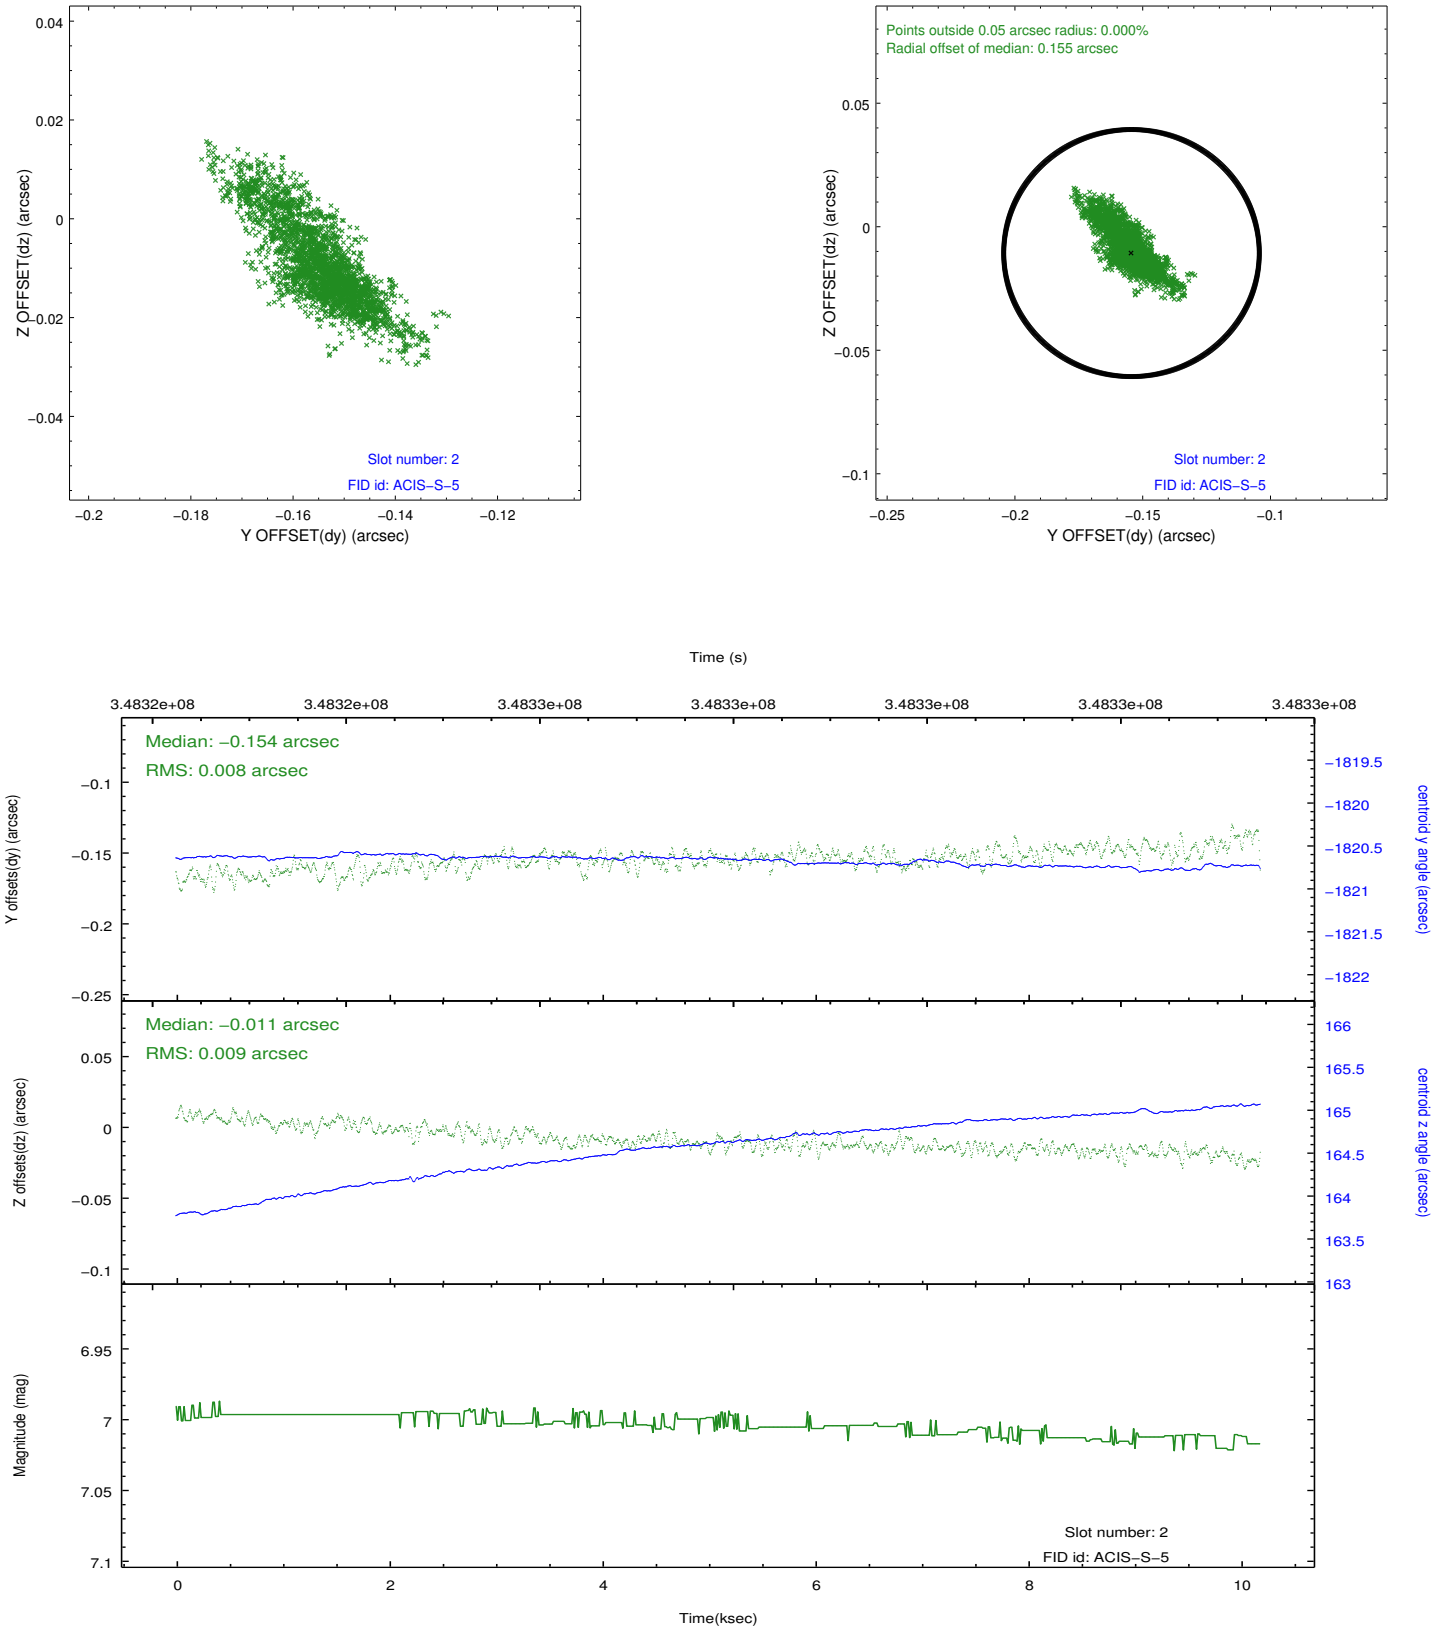 0.04
0.02
0
−0.02
−0.04
Z OFFSET(dz) (arcsec)
Slot number: 2
FID id: ACIS−S−5
−0.2 −0.18 −0.16 −0.14 −0.12
Y OFFSET(dy) (arcsec)
Points outside 0.05 arcsec radius: 0.000%
Radial offset of median: 0.155 arcsec
0.05
0
−0.05
−0.1
Z OFFSET(dz) (arcsec)
Slot number: 2
FID id: ACIS−S−5
−0.25 −0.2 −0.15 −0.1
Y OFFSET(dy) (arcsec)
Time (s)
3.4832e+08 3.4832e+08 3.4833e+08 3.4833e+08 3.4833e+08 3.4833e+08 3.4833e+08
Median: −0.154 arcsec
RMS: 0.008 arcsec
−0.1
−0.15
−0.2
−0.25
Y offsets(dy) (arcsec)
−1819.5
−1820
−1820.5
−1821
−1821.5
−1822
centroid y angle (arcsec)
Median: −0.011 arcsec
RMS: 0.009 arcsec
0.05
0
−0.05
−0.1
Z offsets(dz) (arcsec)
166
165.5
165
164.5
164
163.5
163
centroid z angle (arcsec)
6.95
7
7.05
7.1
Magnitude (mag)
Slot number: 2
FID id: ACIS−S−5
0 2 4 6 8 10
Time(ksec)